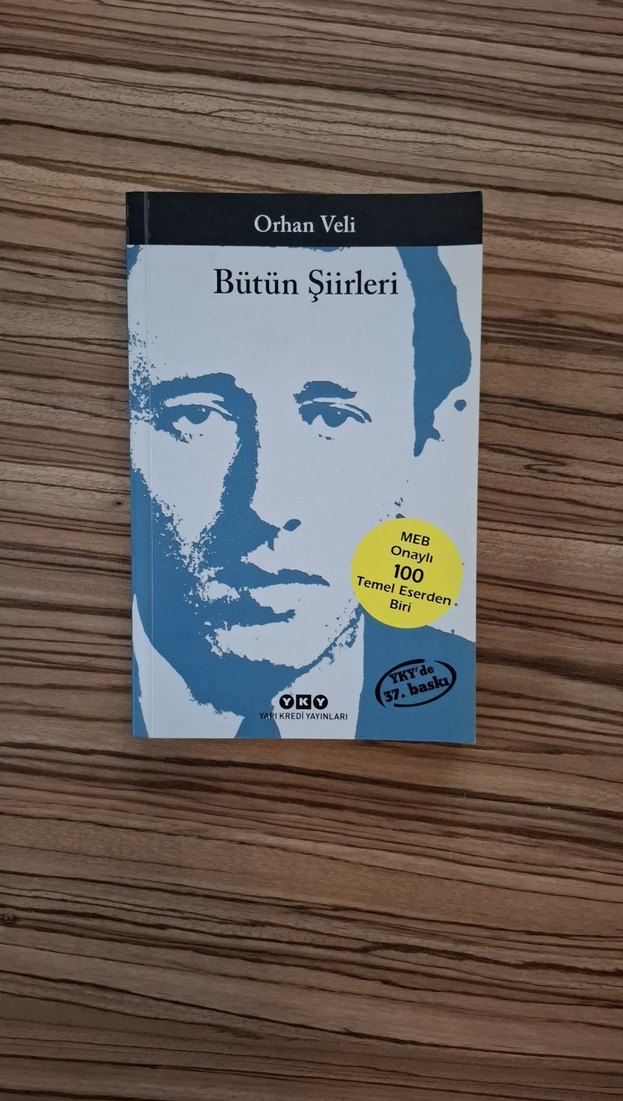 Orhan Veli
Bütün Şiirleri
MEB
Onaylı
100
Temel Eserden
Biri
YKY'de
37. baskı
YKY
YAPI KREDİ YAYINLARI